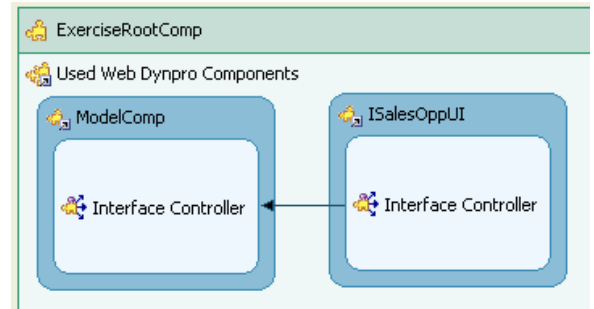 ExerciseRootComp
Used Web Dynpro Components
ModelComp
ISalesOppUI
Interface Controller
Interface Controller